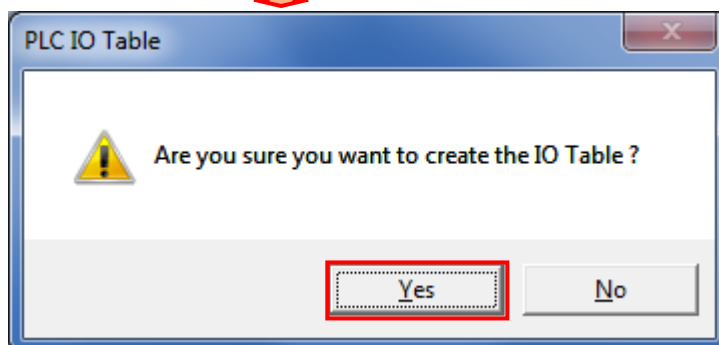 PLC IO Table
Are you sure you want to create the IO Table ?
Yes
No